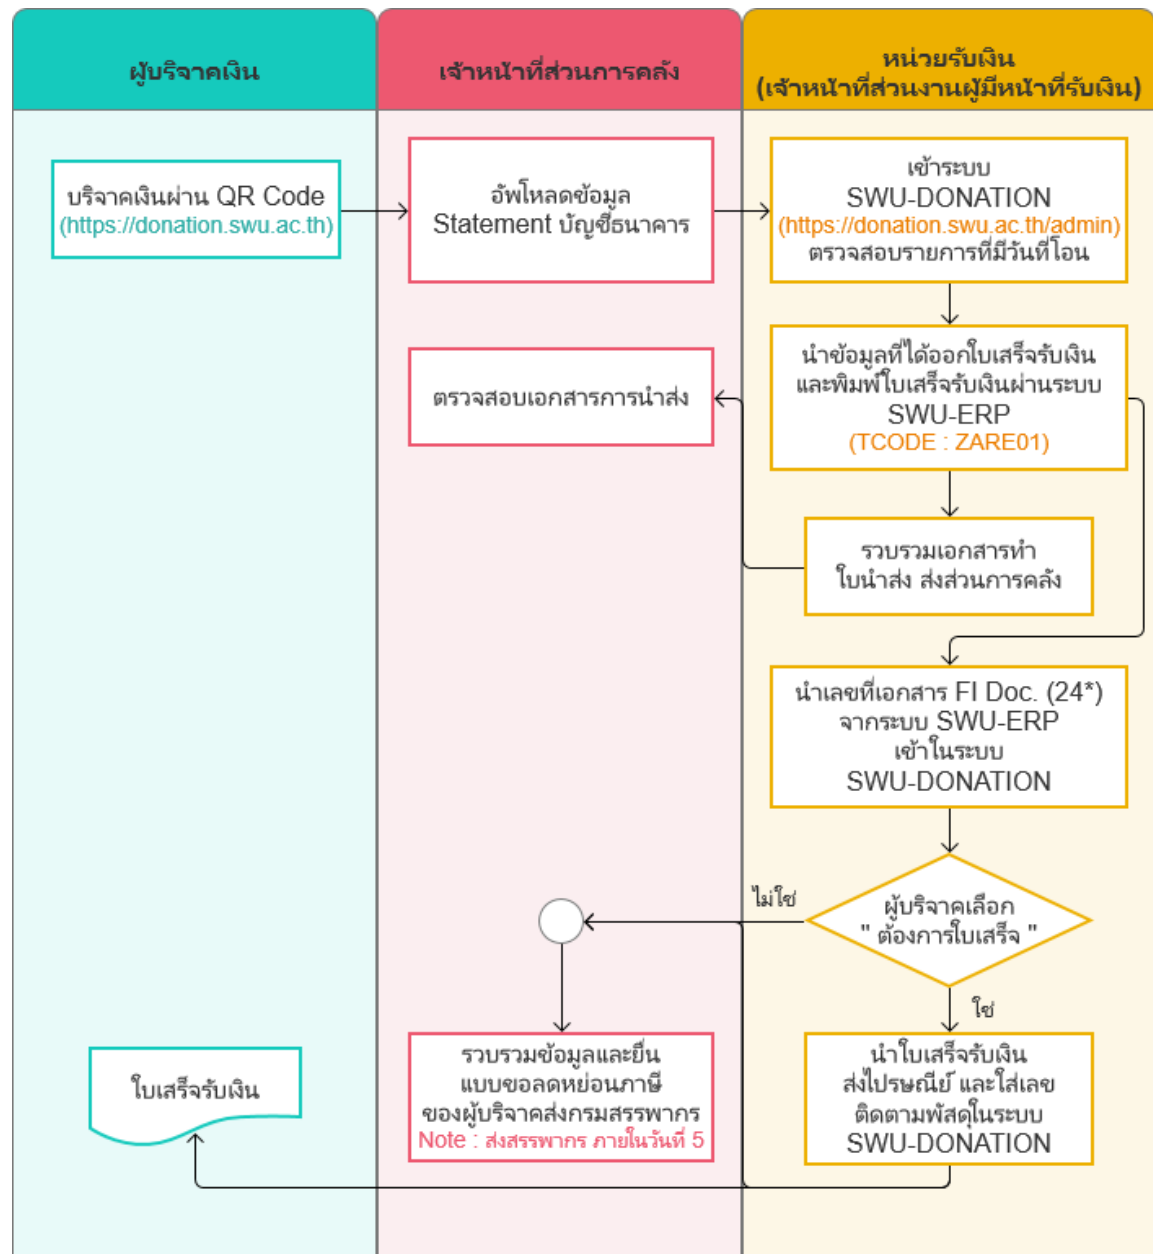 ผู้บริจาคเงิน
เจ้าหน้าที่ส่วนการคลัง
หน่วยรับเงิน
(เจ้าหน้าที่ส่วนงานผู้มีหน้าที่รับเงิน)
บริจาคเงินผ่าน QR Code
(https://donation.swu.ac.th)
อัพโหลดข้อมูล
Statement บัญชีธนาคาร
เข้าระบบ
SWU-DONATION
(https://donation.swu.ac.th/admin)
ตรวจสอบรายการที่มีวันที่โอน
ตรวจสอบเอกสารการนำส่ง
นำข้อมูลที่ได้ออกใบเสร็จรับเงิน
และพิมพ์ใบเสร็จรับเงินผ่านระบบ
SWU-ERP
(TCODE : ZARE01)
รวบรวมเอกสารทำ
ใบนำส่ง ส่งส่วนการคลัง
นำเลขที่เอกสาร FI Doc. (24*)
จากระบบ SWU-ERP
เข้าในระบบ
SWU-DONATION
ไม่ใช่
ผู้บริจาคเลือก
" ต้องการใบเสร็จ "
ใช่
ใบเสร็จรับเงิน
รวบรวมข้อมูลและยื่น
แบบขอลดหย่อนภาษี
ของผู้บริจาคส่งกรมสรรพากร
Note : ส่งสรรพากร ภายในวันที่ 5
นำใบเสร็จรับเงิน
ส่งไปรษณีย์ และใส่เลข
ติดตามพัสดุในระบบ
SWU-DONATION